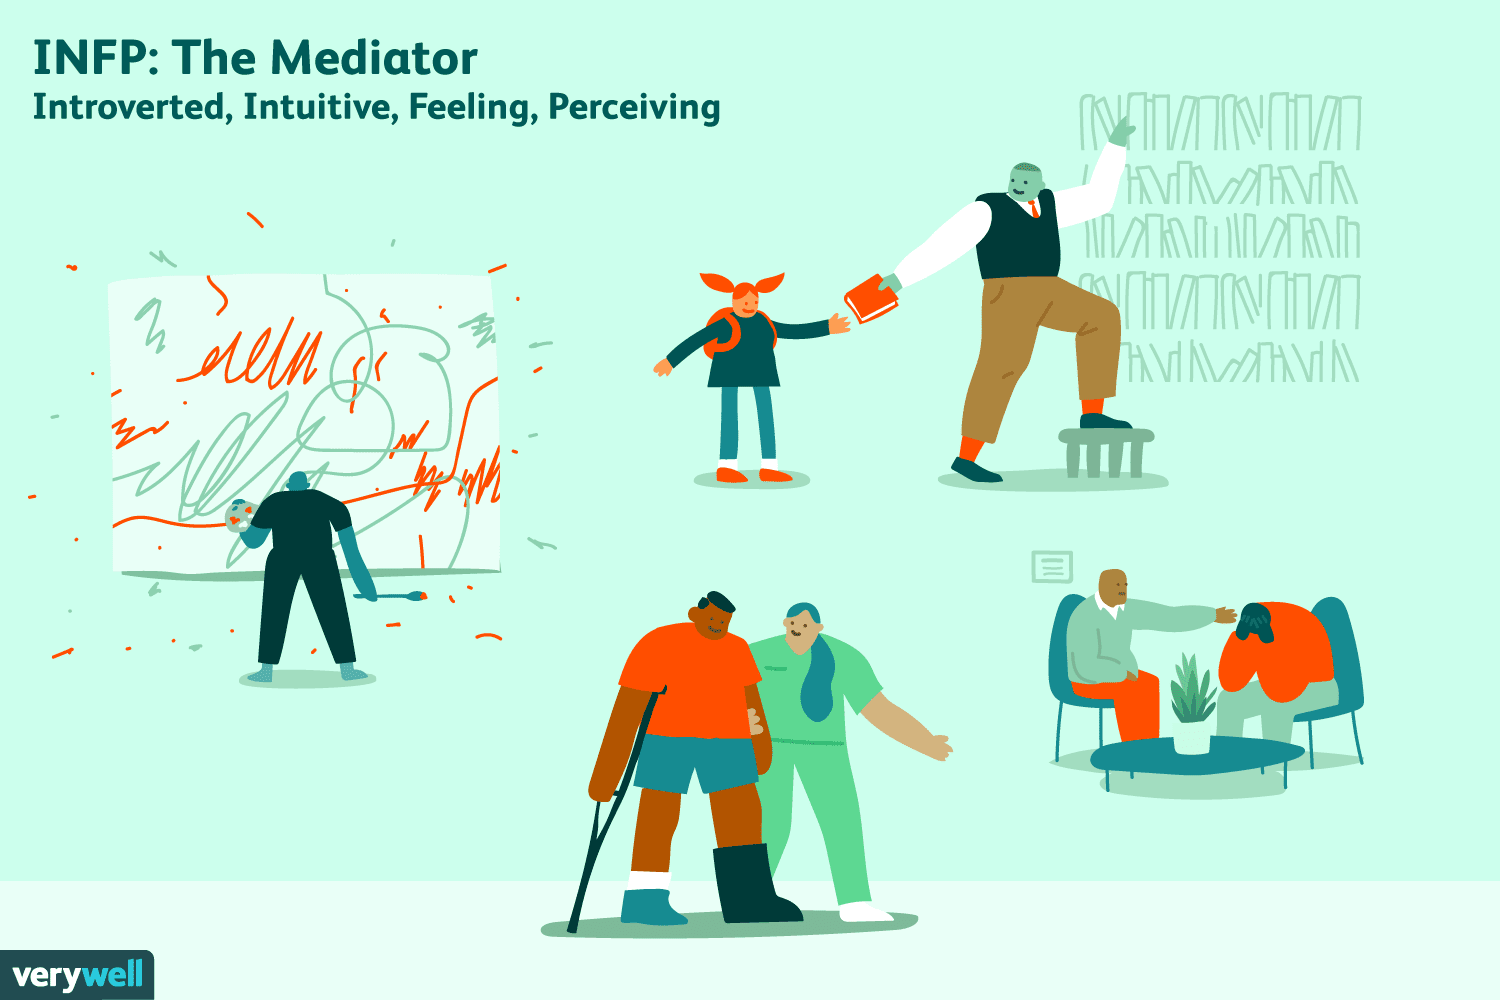 INFP: The Mediator
Introverted, Intuitive, Feeling, Perceiving
verywell